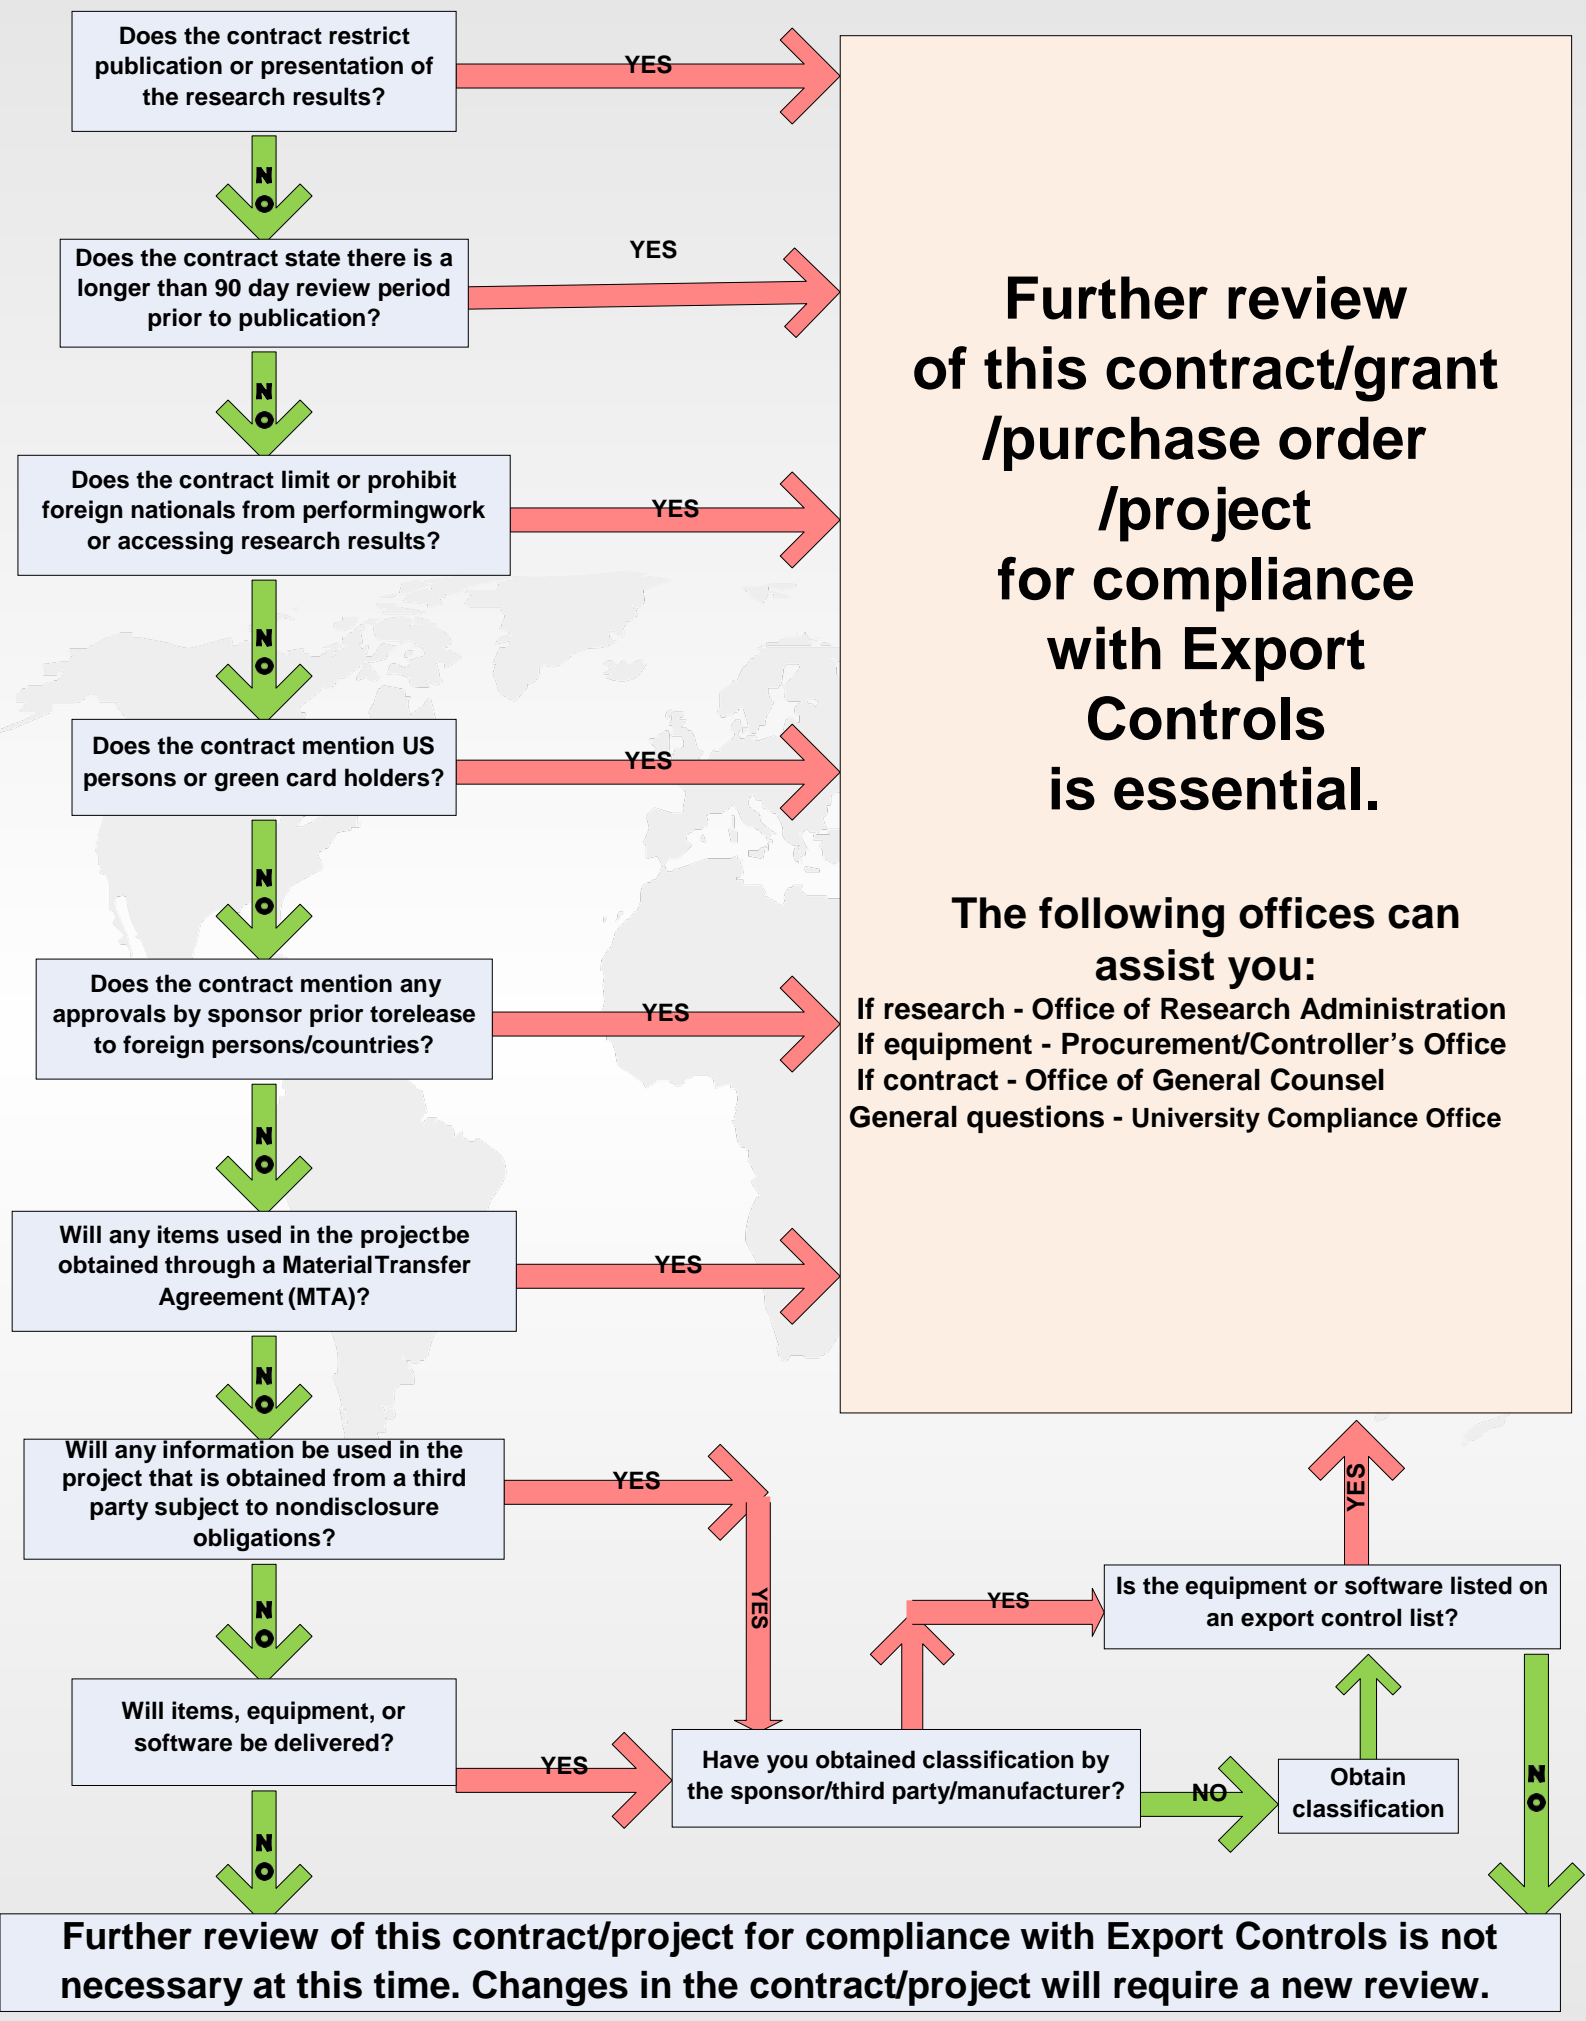 Does the contract restrict
publication or presentation of
the research results?
YES
N
O
Does the contract state there is a
longer than 90 day review period
prior to publication?
YES
N
O
Does the contract limit or prohibit
foreign nationals from performingwork
or accessing research results?
YES
N
O
Does the contract mention US
persons or green card holders?
YES
N
O
Does the contract mention any
approvals by sponsor prior torelease
to foreign persons/countries?
YES
N
O
Will any items used in the projectbe
obtained through a MaterialTransfer
Agreement (MTA)?
YES
N
O
Further review
of this contract/grant
/purchase order
/project
for compliance
with Export
Controls
is essential.
The following offices can
assist you:
If research - Office of Research Administration
If equipment - Procurement/Controller’s Office
If contract - Office of General Counsel
General questions - University Compliance Office
Will any information be used in the
project that is obtained from a third
party subject to nondisclosure
obligations?
YES
YES
N
O
Will items, equipment, or
software be delivered?
YES
N
O
Have you obtained classification by
the sponsor/third party/manufacturer?
YES
NO
Obtain
classification
Is the equipment or software listed on
an export control list?
YES
N
O
Further review of this contract/project for compliance with Export Controls is not
necessary at this time. Changes in the contract/project will require a new review.